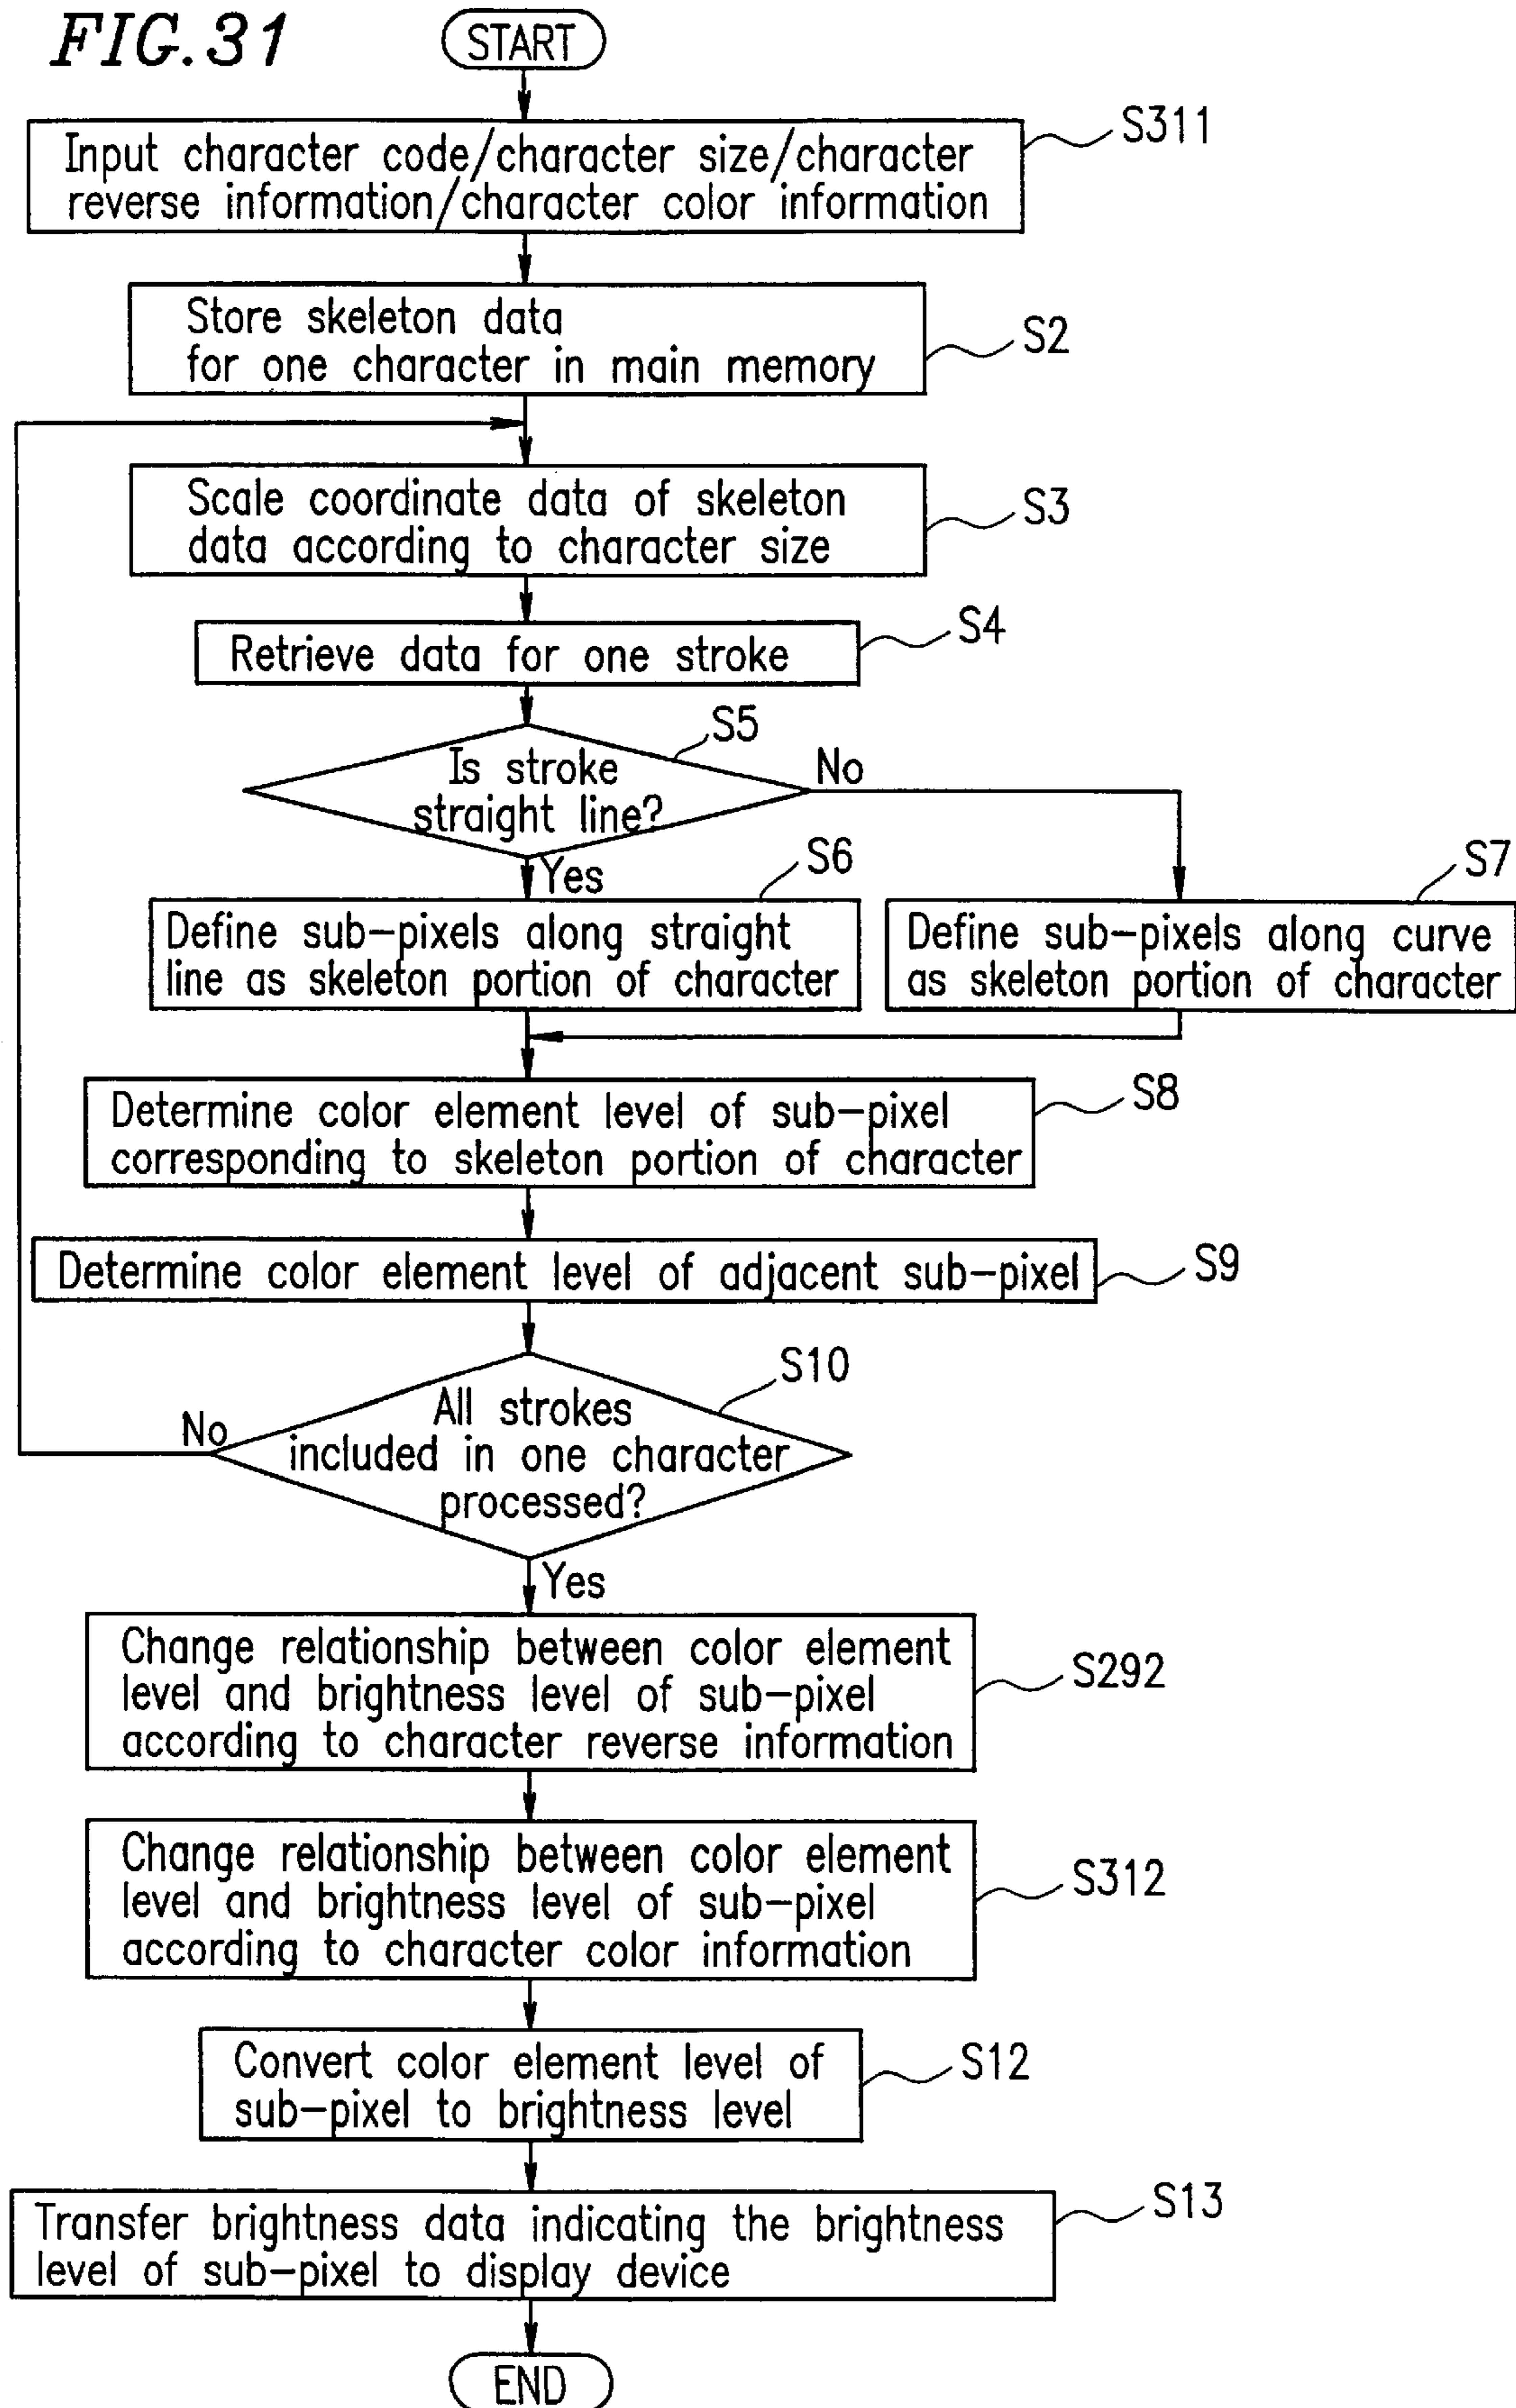 FIG.31
START
S311
Input character code/character size/character
reverse information/character color information
Store skeleton data
for one character in main memory
S2
Scale coordinate data of skeleton
data according to character size
S3
Retrieve data for one stroke
S4
S5
Is stroke
straight line?
No
Yes
S6
S7
Define sub-pixels along straight
line as skeleton portion of character
Define sub-pixels along curve
as skeleton portion of character
Determine color element level of sub-pixel
corresponding to skeleton portion of character
S8
Determine color element level of adjacent sub-pixel
S9
S10
All strokes
included in one character
processed?
No
Yes
Change relationship between color element
level and brightness level of sub-pixel
according to character reverse information
S292
Change relationship between color element
level and brightness level of sub-pixel
according to character color information
S312
Convert color element level of
sub-pixel to brightness level
S12
Transfer brightness data indicating the brightness
level of sub-pixel to display device
S13
END